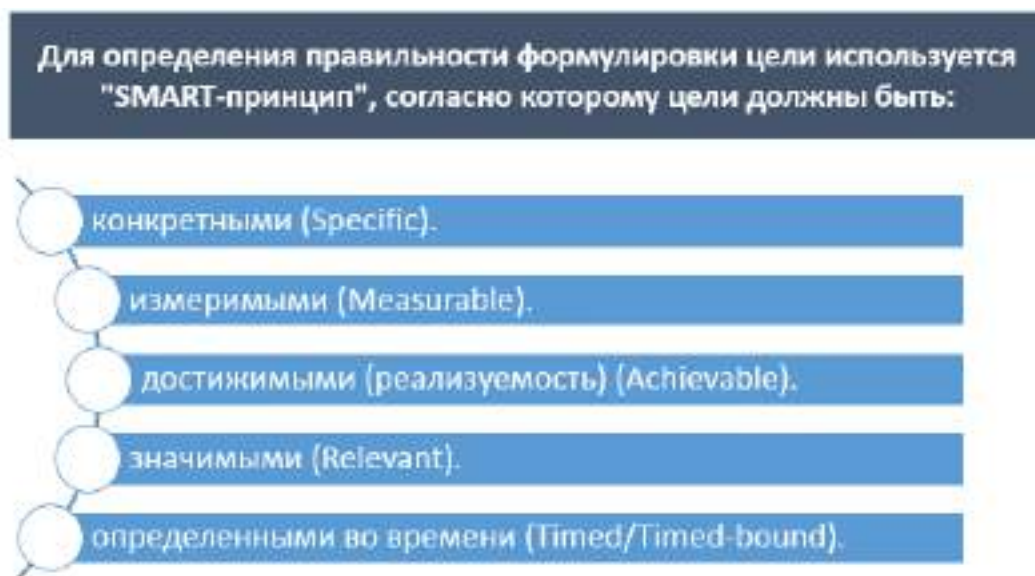 Для определения правильности формулировки цели используется
"SMART-принцип", согласно которому цели должны быть:
конкретными (Specific).
измеримыми (Measurable).
достижимыми (реализуемость) (Achievable).
значимыми (Relevant).
определенными во времени (Timed/Timed-bound).